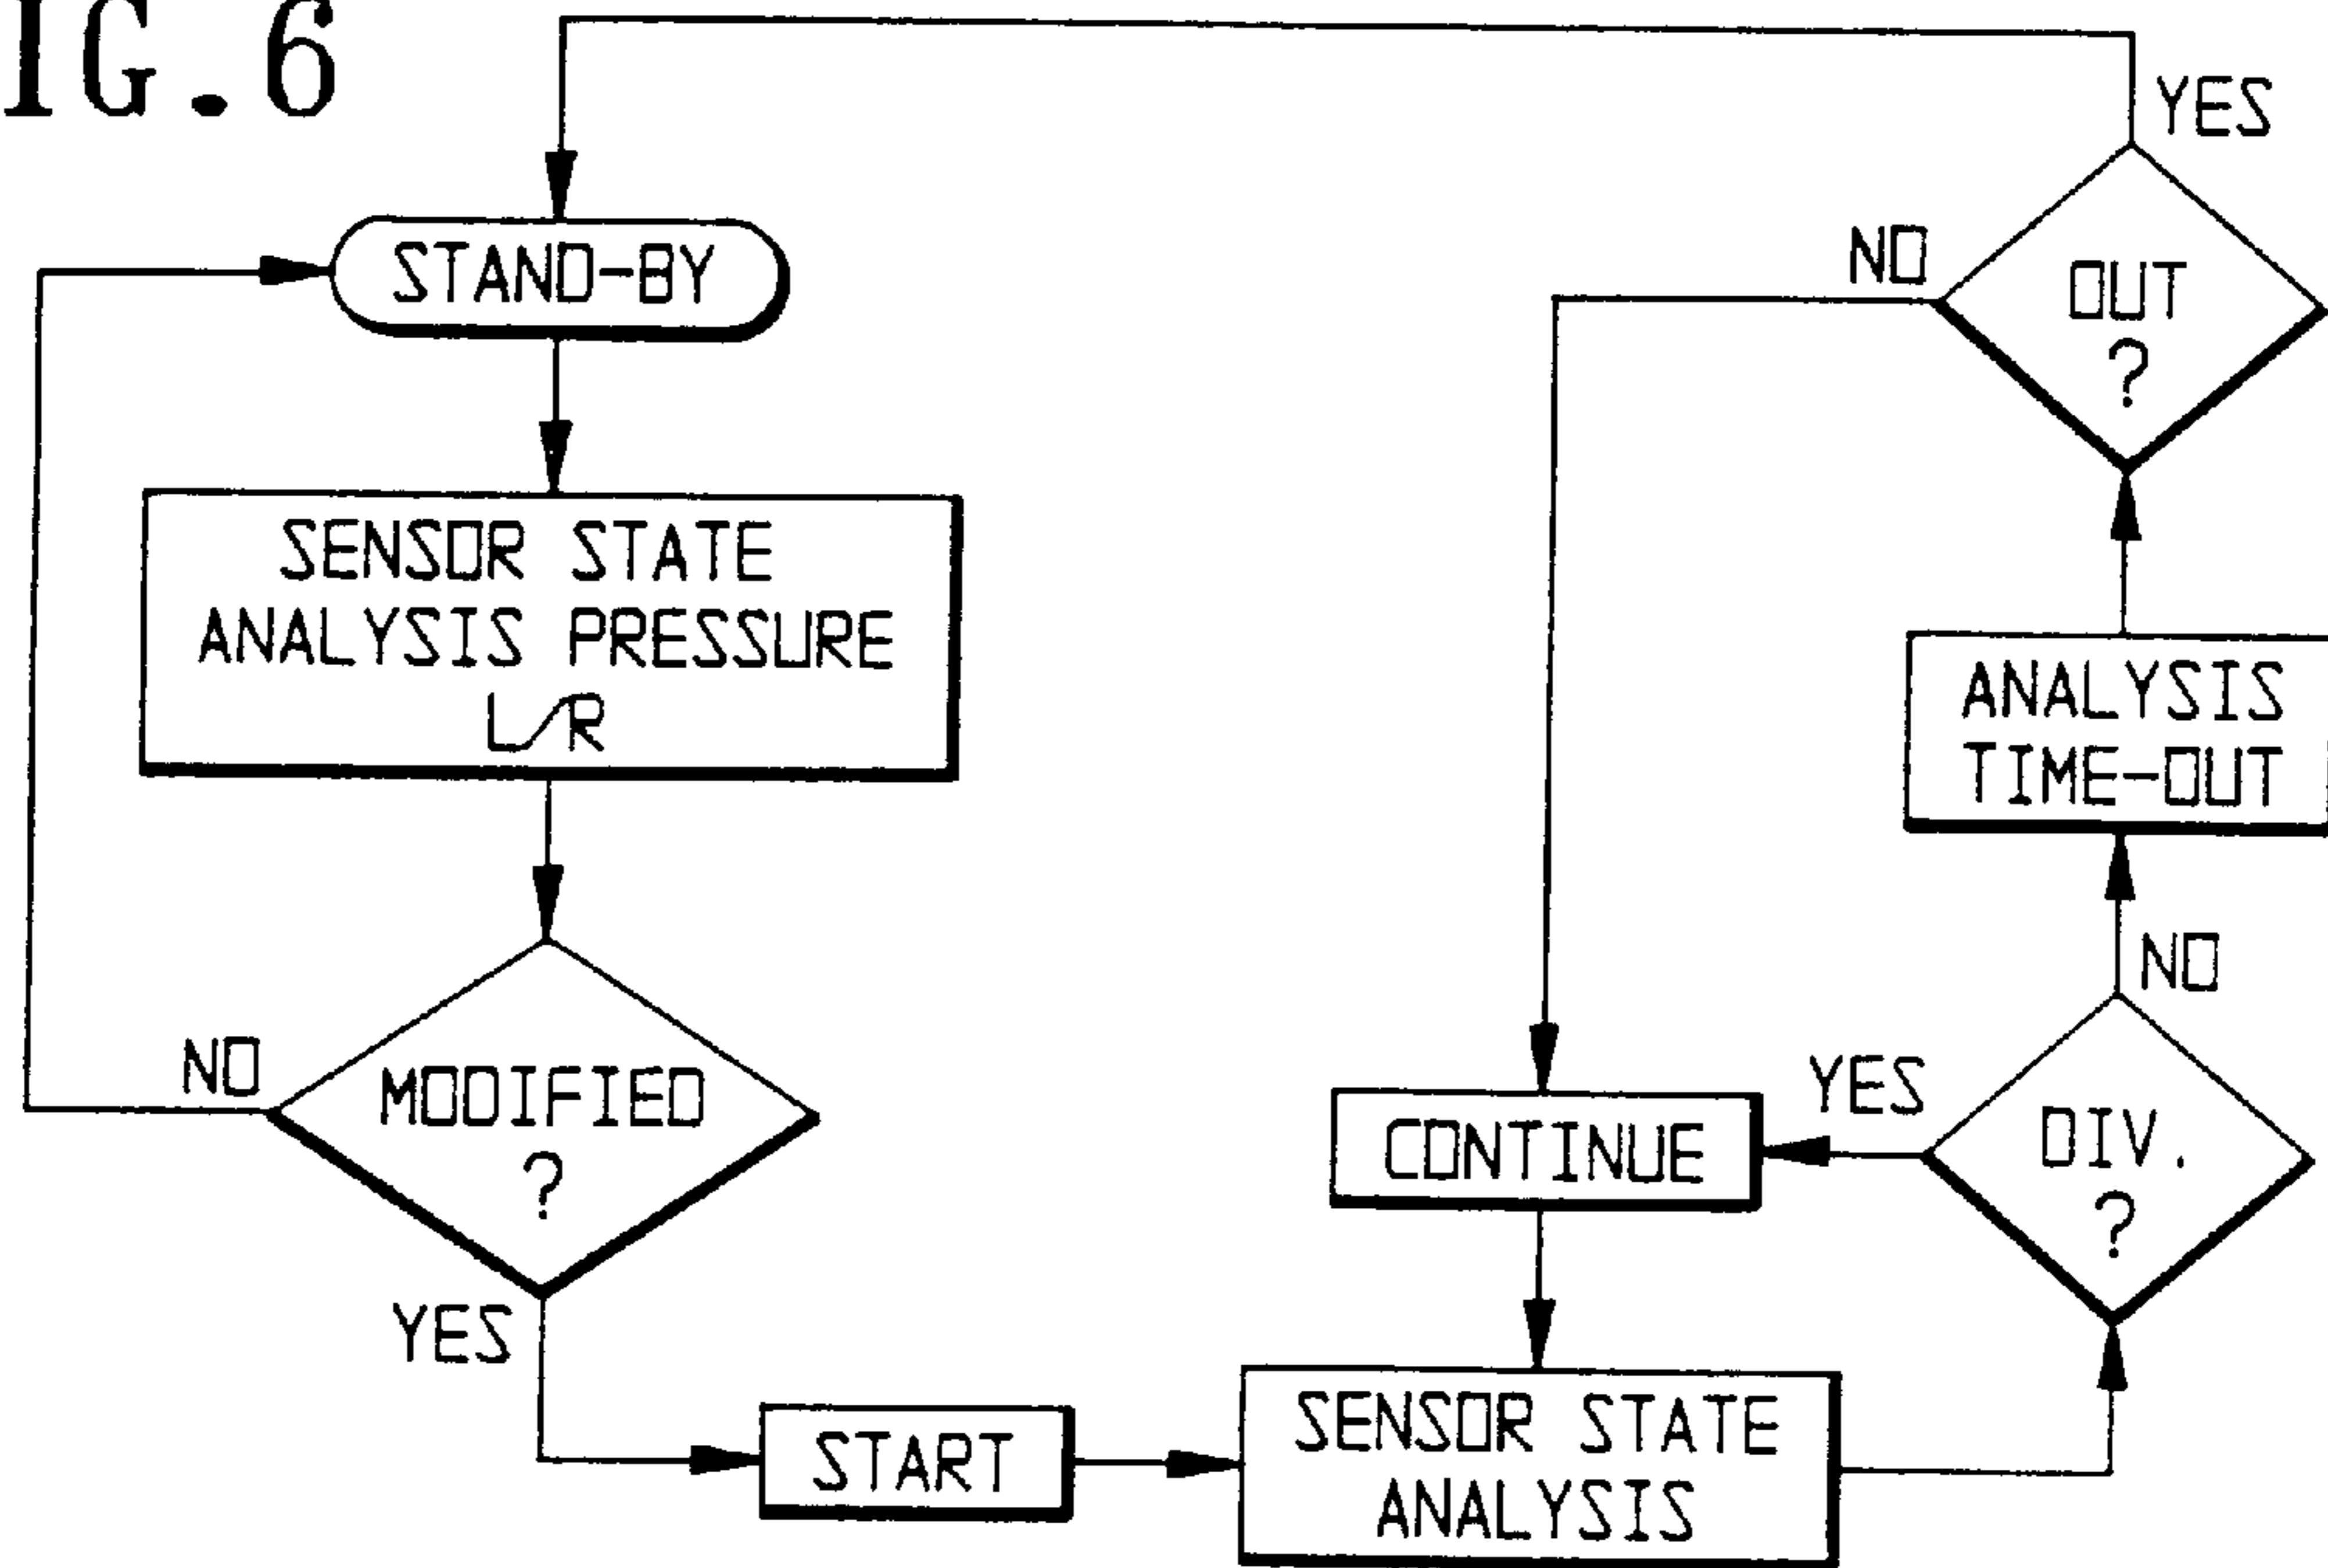 IG.6
STAND-BY
SENSOR STATE
ANALYSIS PRESSURE
L/R
NO
MODIFIED
?
YES
START
SENSOR STATE
ANALYSIS
CONTINUE
YES
DIV.
?
NO
ANALYSIS
TIME-OUT
NO
OUT
?
YES